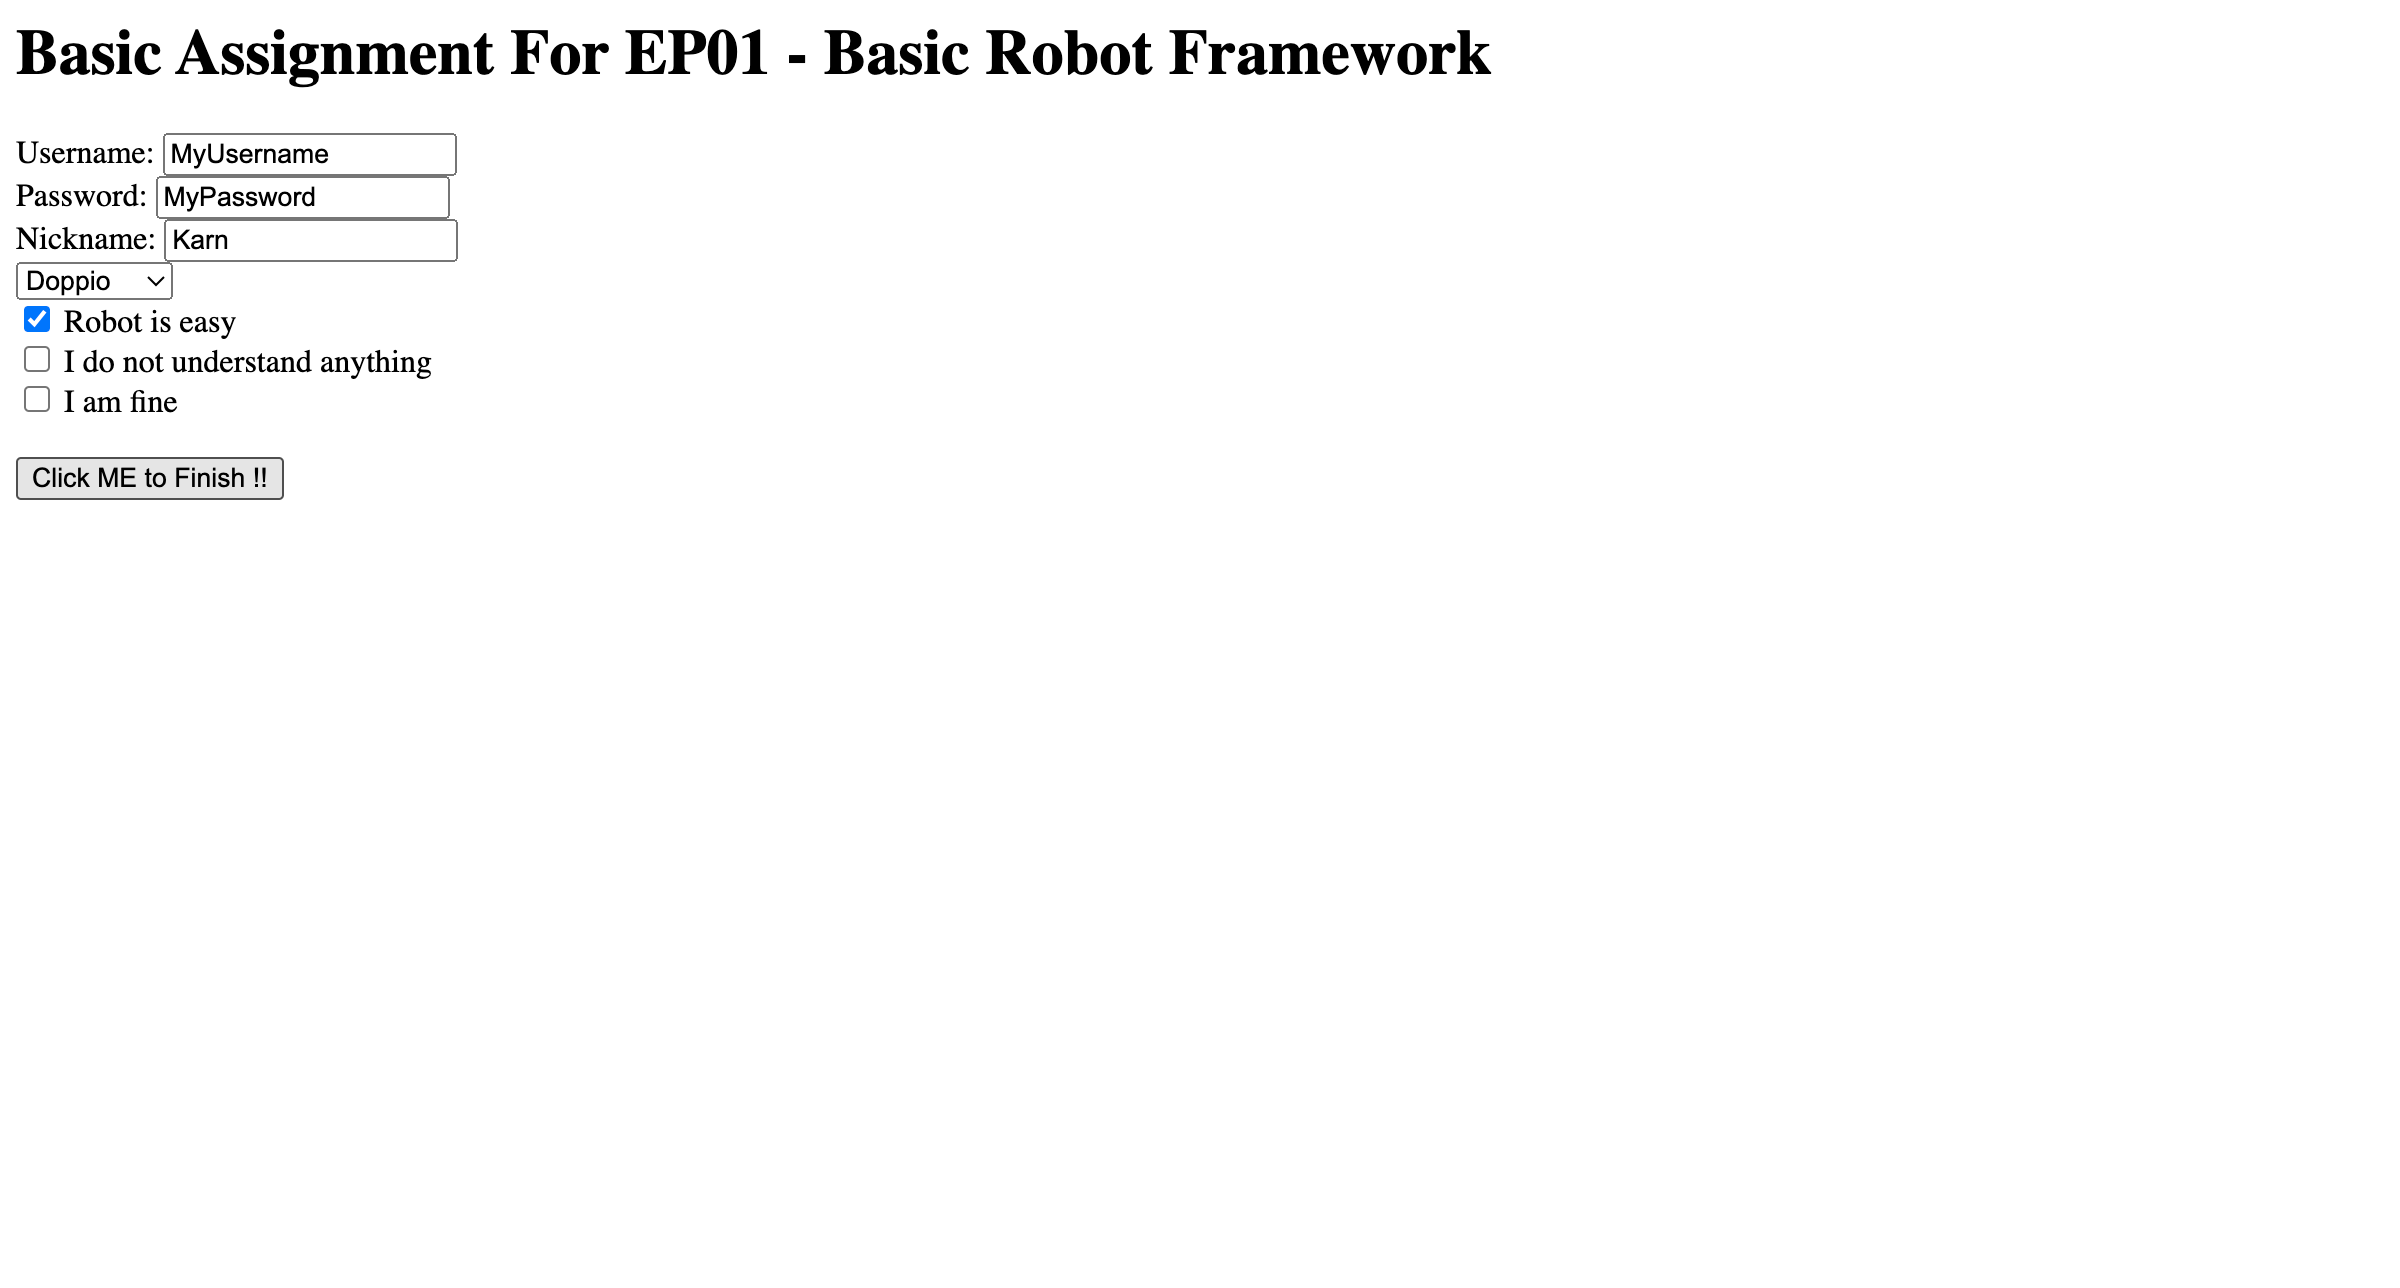 Basic Assignment For EP01 - Basic Robot Framework
Username: MyUsername
Password: MyPassword
Nickname: Karn
Doppio
Robot is easy
I do not understand anything
I am fine
Click ME to Finish !!